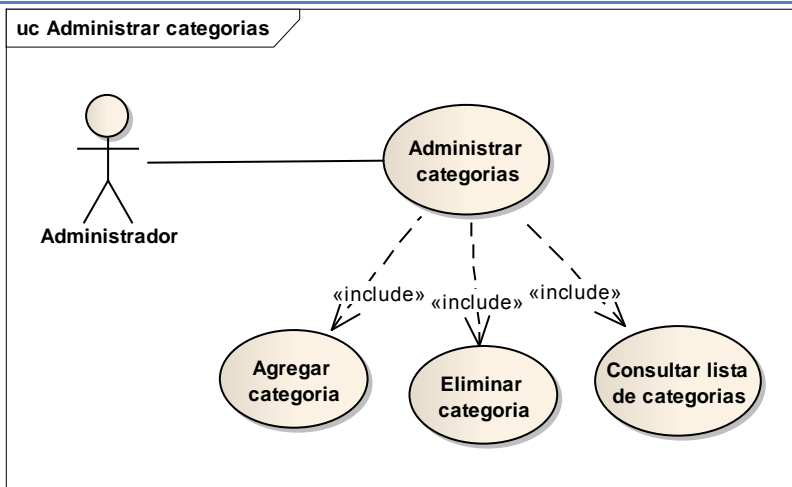 uc Administrar categorias
Administrar
categorias
Administrador
«include»
«include»
«include»
Agregar
categoria
Eliminar
categoria
Consultar lista
de categorias